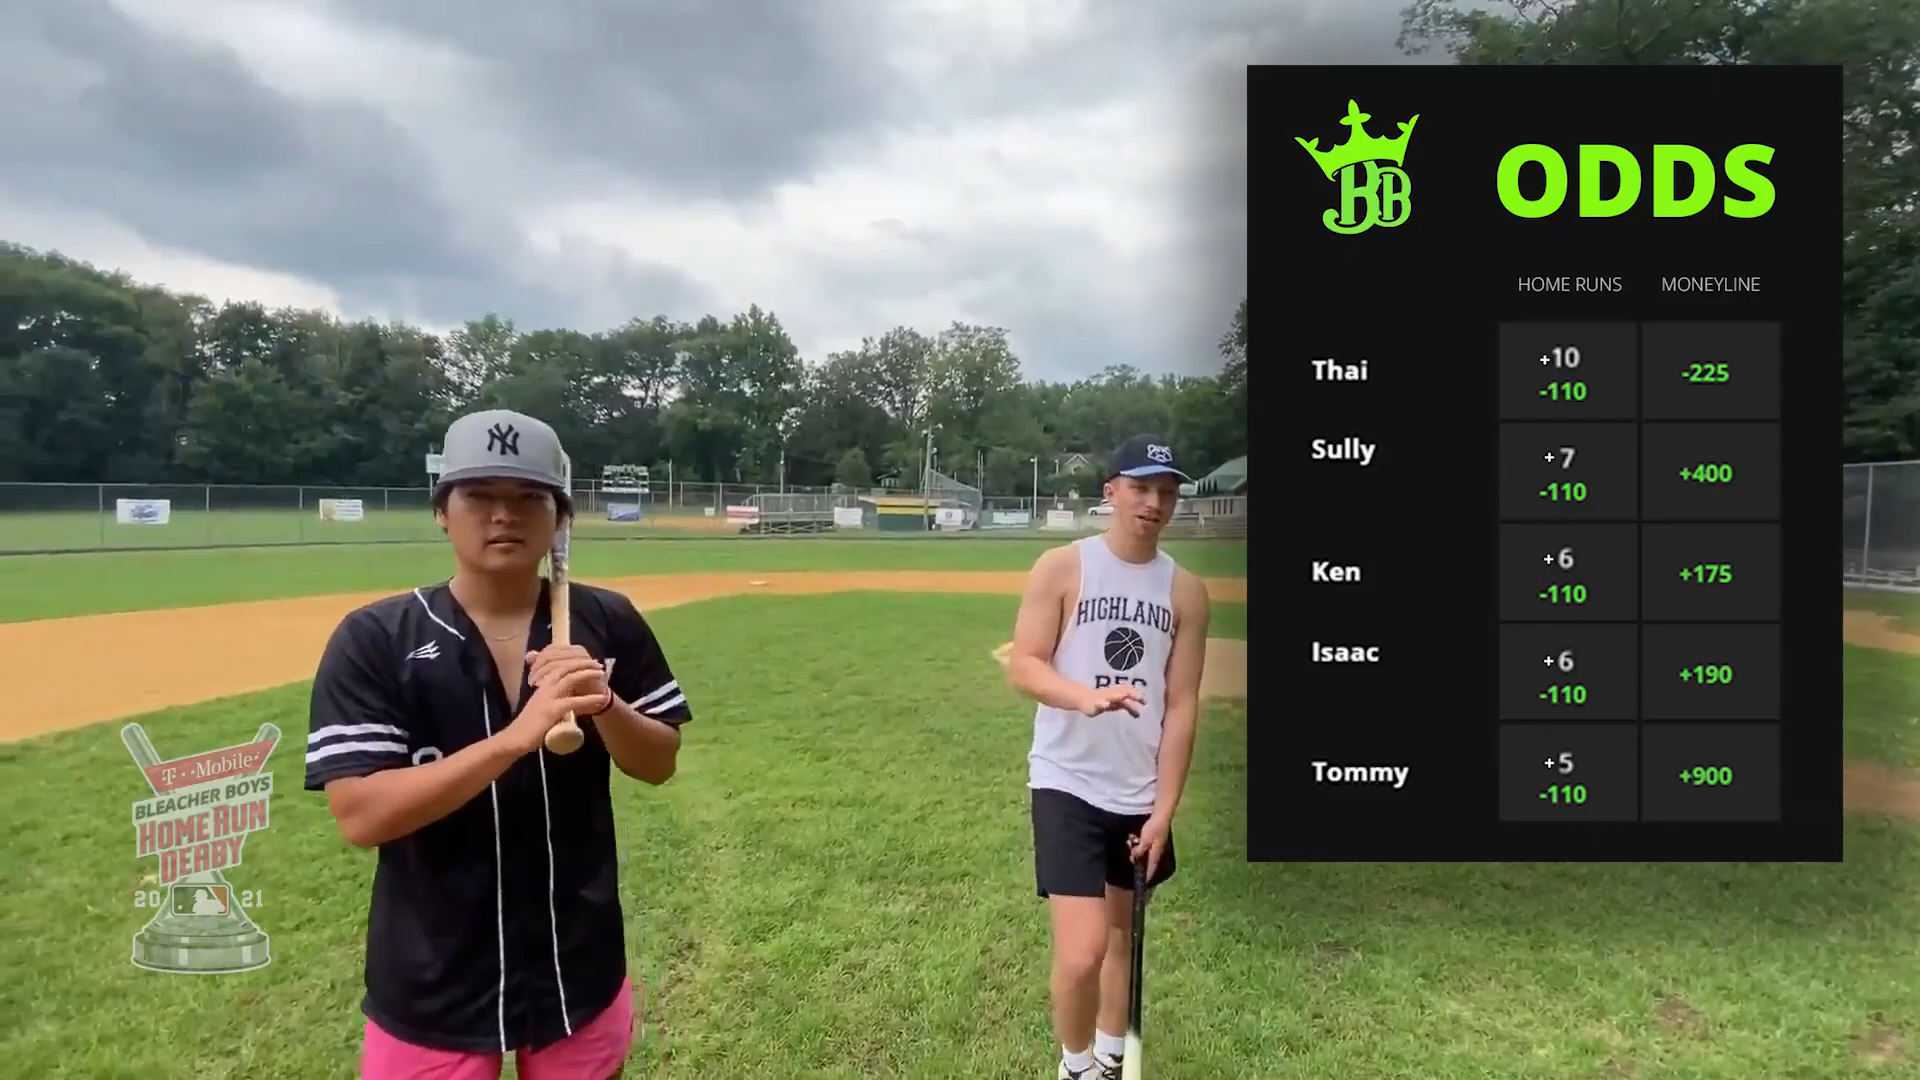 BB
ODDS
HOME RUNS MONEYLINE
Thai +10 -110 -225
Sully +7 -110 +400
Ken +6 -110 +175
Isaac +6 -110 +190
Tommy +5 -110 +900
NY
HIGHLAND
T··Mobile·
BLEACHER BOYS
HOME RUN
DERBY
20 21